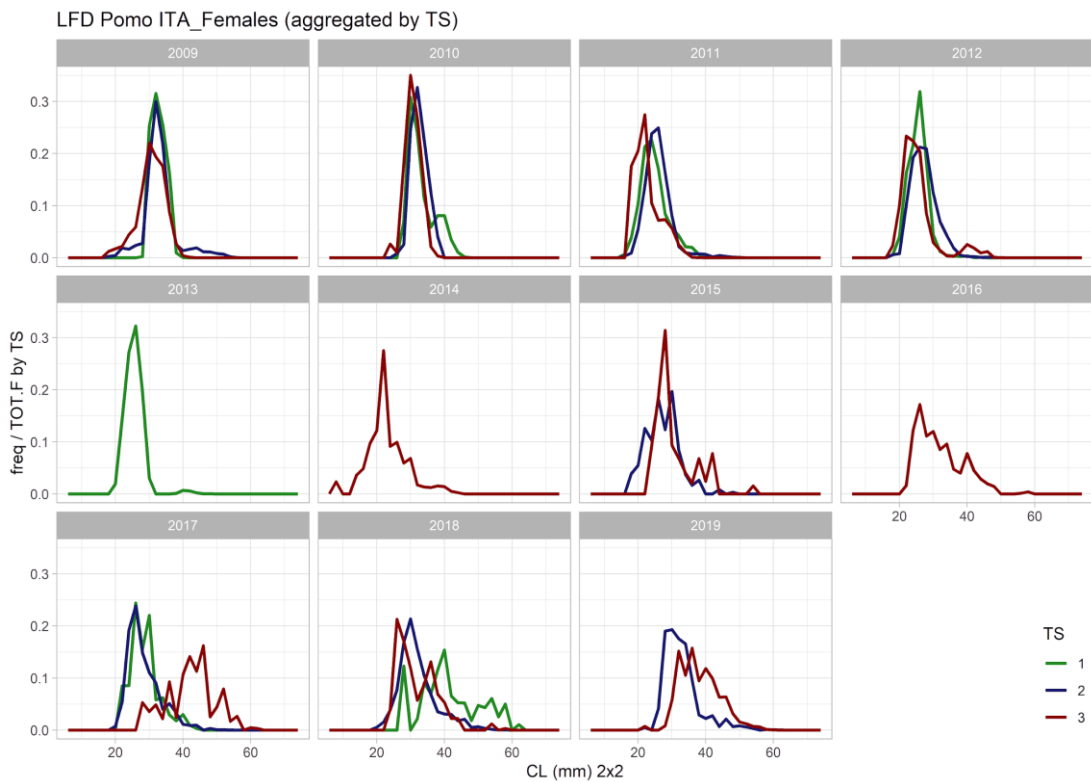 LFD Pomo ITA_Females (aggregated by TS)
2009 2010 2011 2012
0.3
0.2
0.1
0.0
2013 2014 2015 2016
0.3
0.2
0.1
0.0
20 40 60
2017 2018 2019
0.3
0.2
0.1
0.0
20 40 60 20 40 60 20 40 60
freq / TOT.F by TS
CL (mm) 2x2
TS
1
2
3